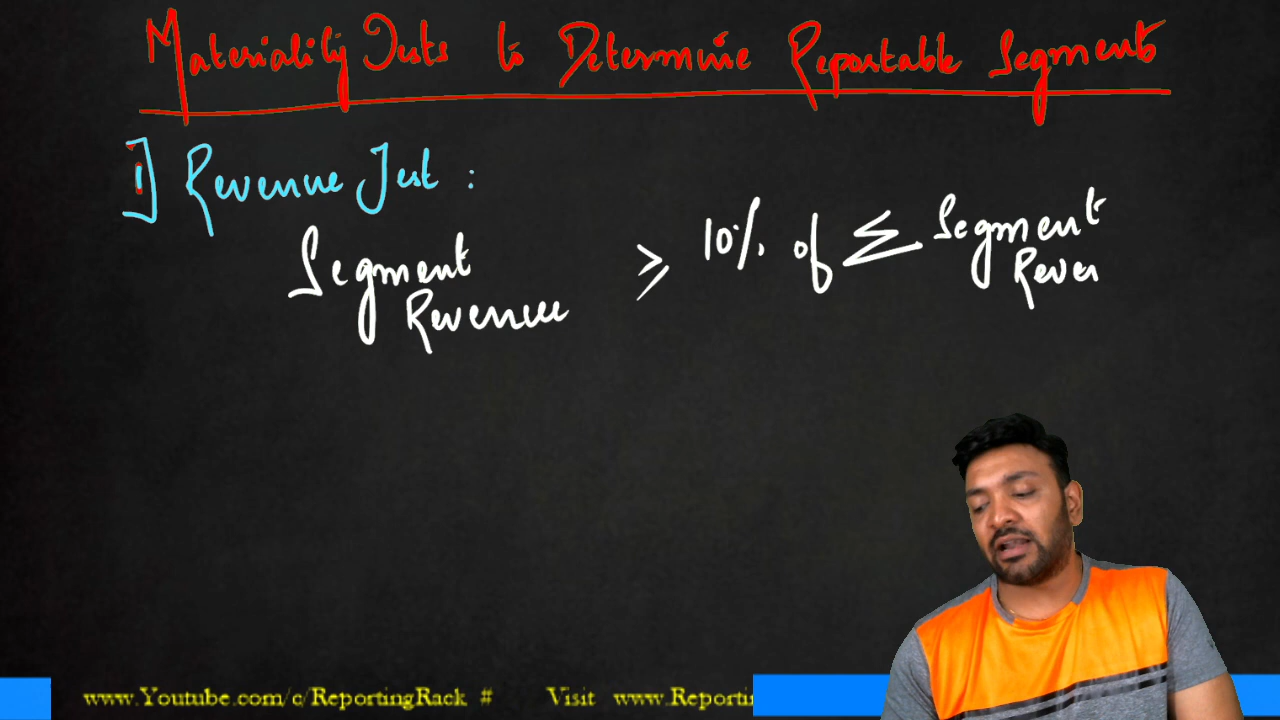 Materiality Tests to Determine Reportable Segments
1] Revenue Test :
Segment Revenue ≥ 10% of Σ Segment Rever
www.Youtube.com/c/ReportingRack # Visit www.Reporti